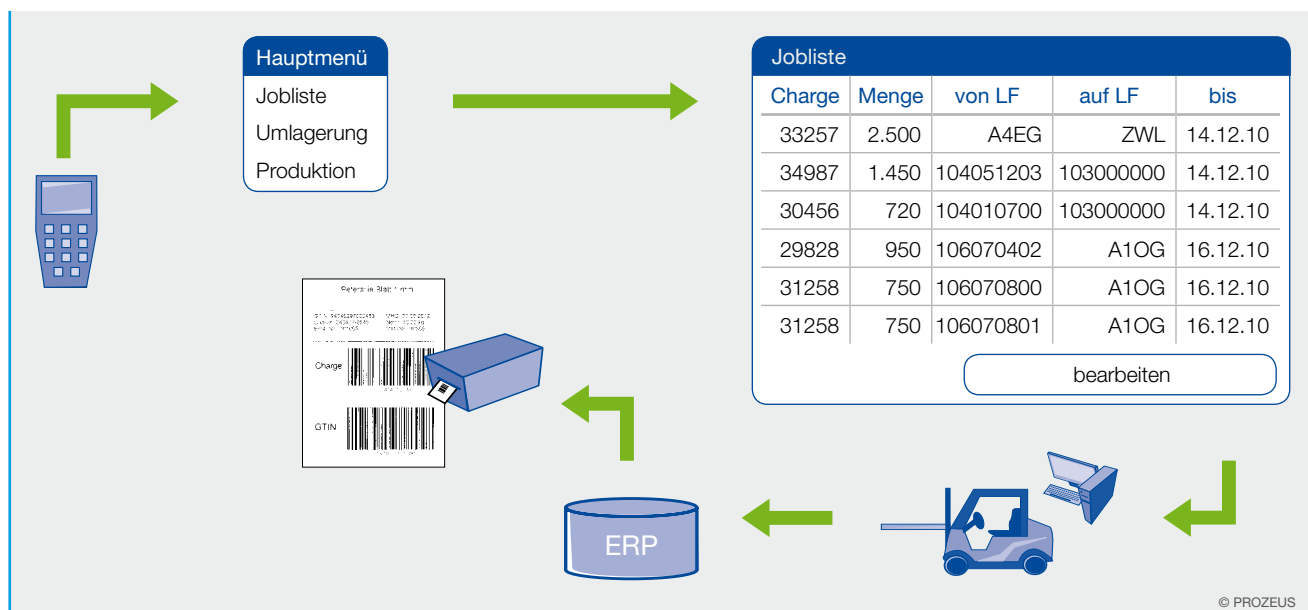 Hauptmenü
Jobliste
Umlagerung
Produktion
Jobliste
Charge Menge von LF auf LF bis
33257 2.500 A4EG ZWL 14.12.10
34987 1.450 104051203 103000000 14.12.10
30456 720 104010700 103000000 14.12.10
29828 950 106070402 A1OG 16.12.10
31258 750 106070800 A1OG 16.12.10
31258 750 106070801 A1OG 16.12.10
bearbeiten
Charge
GTIN
ERP
© PROZEUS